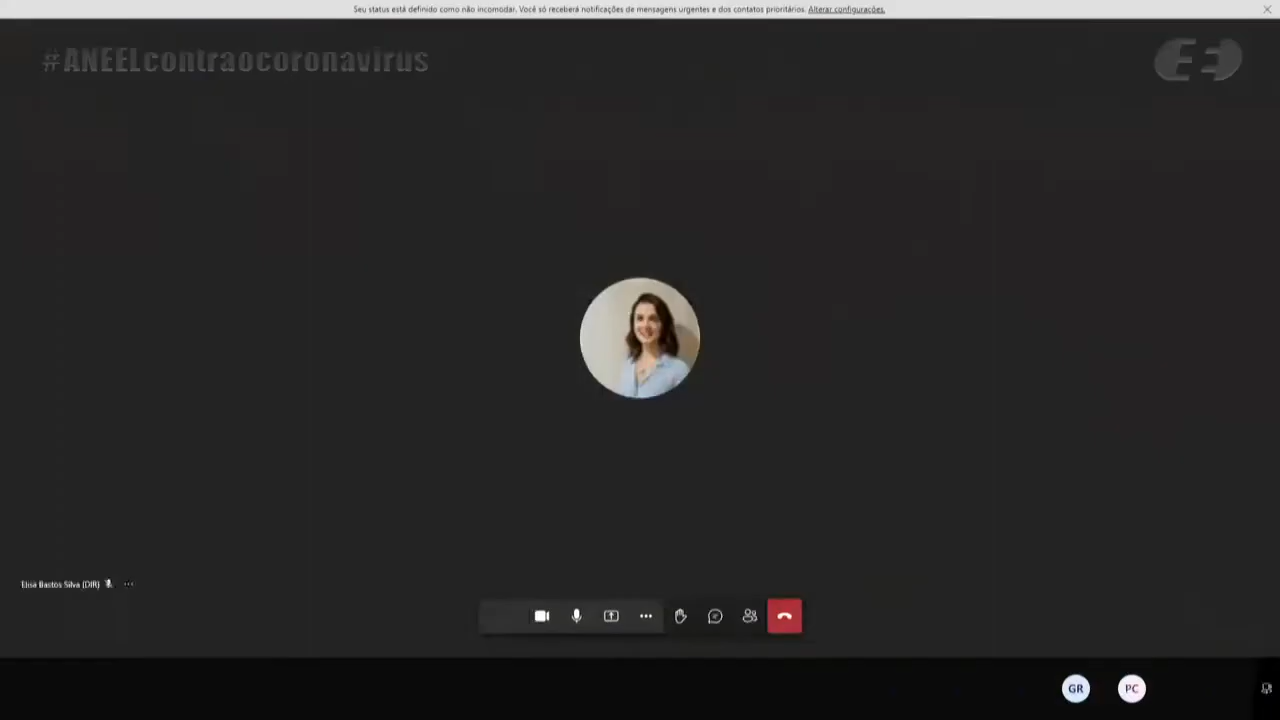 Seu status está definido como não incomodar. Você só receberá notificações de mensagens urgentes e dos contatos prioritários. Alterar configurações.
#ANEELcontraocoronavirus
Elisa Bastos Silva (DIR)
GR
PC